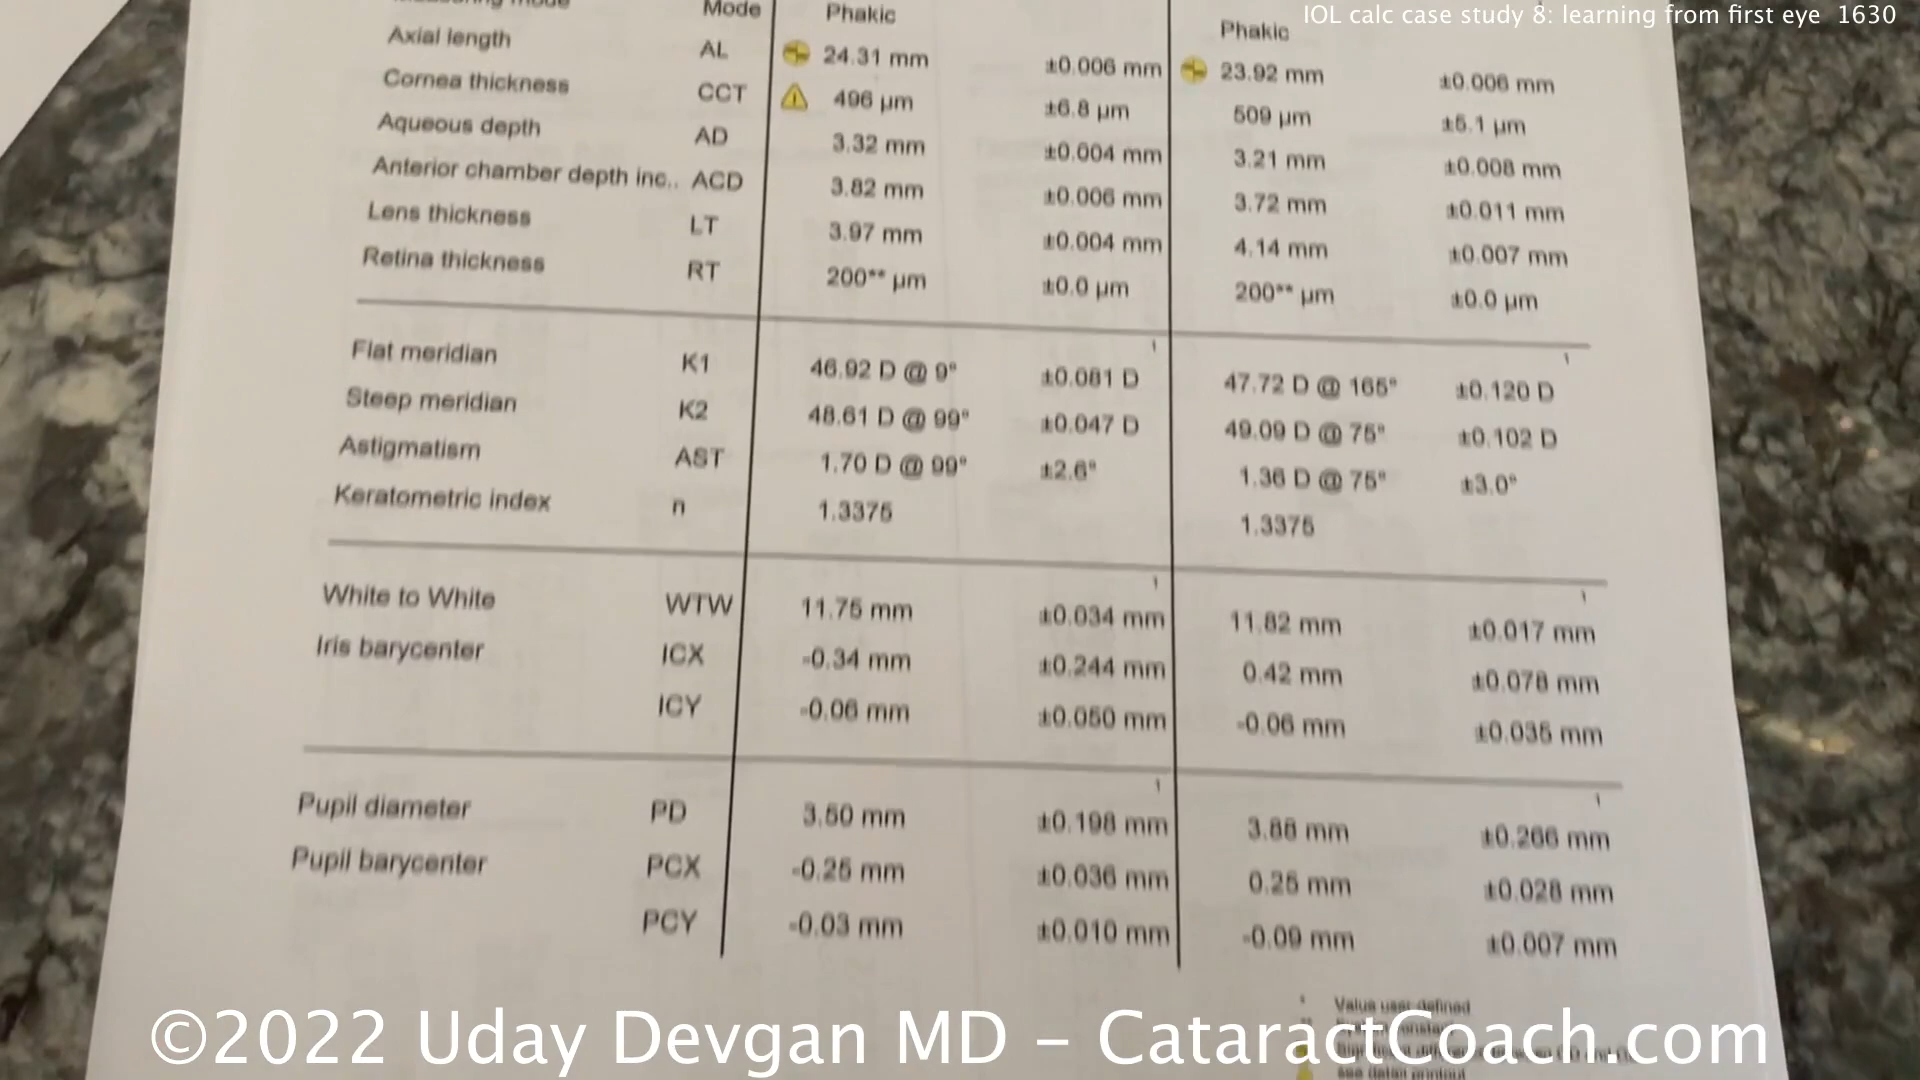 IOL calc case study 8: learning from first eye 1630
Mode Phakic Phakic
Axial length AL 24.31 mm ±0.006 mm 23.92 mm ±0.006 mm
Cornea thickness CCT 496 µm ±6.8 µm 509 µm ±5.1 µm
Aqueous depth AD 3.32 mm ±0.004 mm 3.21 mm ±0.008 mm
Anterior chamber depth inc.. ACD 3.82 mm ±0.006 mm 3.72 mm ±0.011 mm
Lens thickness LT 3.97 mm ±0.004 mm 4.14 mm ±0.007 mm
Retina thickness RT 200** µm ±0.0 µm 200** µm ±0.0 µm
Flat meridian K1 46.92 D @ 9° ±0.081 D 47.72 D @ 165° ±0.120 D
Steep meridian K2 48.61 D @ 99° ±0.047 D 49.09 D @ 75° ±0.102 D
Astigmatism AST 1.70 D @ 99° ±2.6° 1.36 D @ 75° ±3.0°
Keratometric index n 1.3375 1.3375
White to White WTW 11.75 mm ±0.034 mm 11.82 mm ±0.017 mm
Iris barycenter ICX -0.34 mm ±0.244 mm 0.42 mm ±0.078 mm
ICY -0.06 mm ±0.050 mm -0.06 mm ±0.035 mm
Pupil diameter PD 3.50 mm ±0.198 mm 3.88 mm ±0.266 mm
Pupil barycenter PCX -0.25 mm ±0.036 mm 0.25 mm ±0.028 mm
PCY -0.03 mm ±0.010 mm -0.09 mm ±0.007 mm
Value user-defined
see detail printout
©2022 Uday Devgan MD – CataractCoach.com